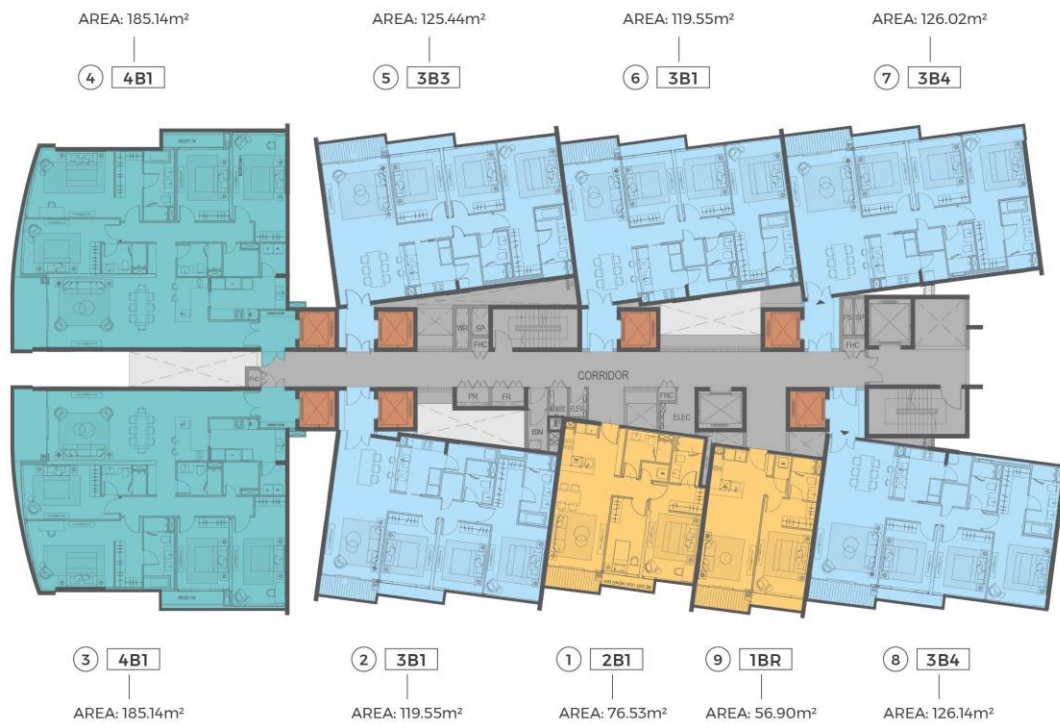 AREA: 185.14m²
AREA: 125.44m²
AREA: 119.55m²
AREA: 126.02m²
4 4B1
5 3B3
6 3B1
7 3B4
WR
SP
FHC
PS
SP
FHC
CORRIDOR
FHC
PR
FR
BIN
ELEV
FHC
ELEC
3 4B1
2 3B1
1 2B1
9 1BR
8 3B4
AREA: 185.14m²
AREA: 119.55m²
AREA: 76.53m²
AREA: 56.90m²
AREA: 126.14m²